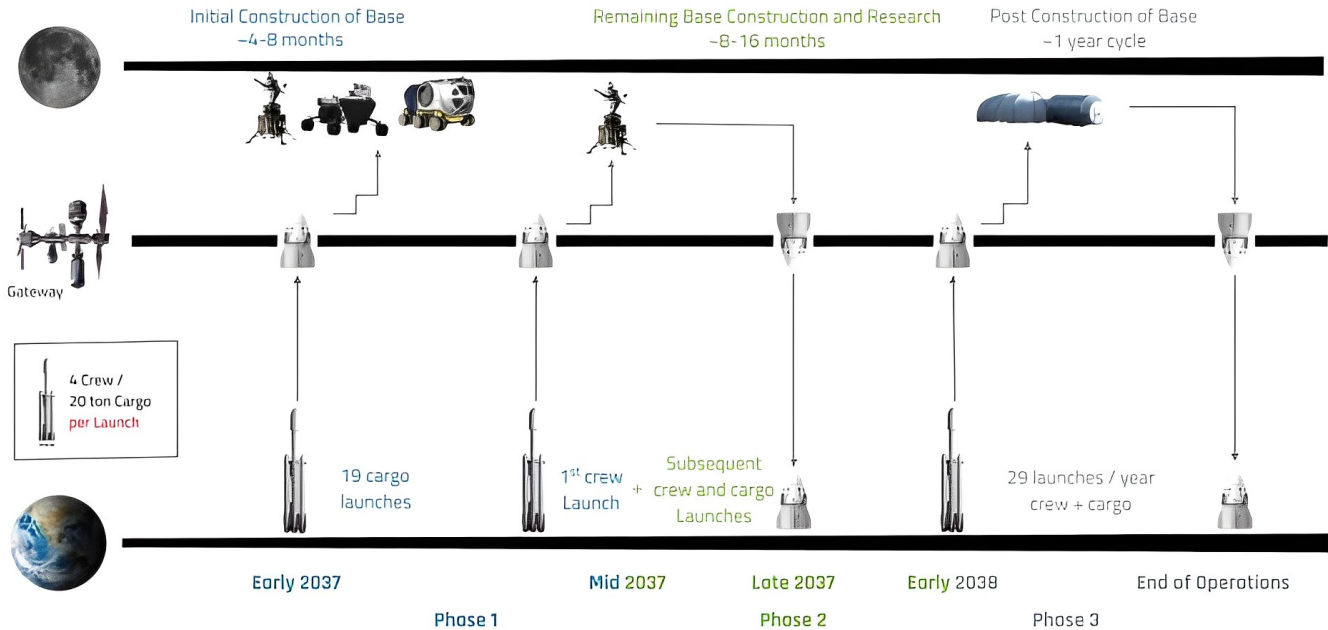 Initial Construction of Base
~4-8 months
Remaining Base Construction and Research
~8-16 months
Post Construction of Base
~1 year cycle
Gateway
4 Crew /
20 ton Cargo
per Launch
19 cargo
launches
1st crew
Launch
+
Subsequent
crew and cargo
Launches
29 launches / year
crew + cargo
Early 2037
Mid 2037
Late 2037
Early 2038
End of Operations
Phase 1
Phase 2
Phase 3